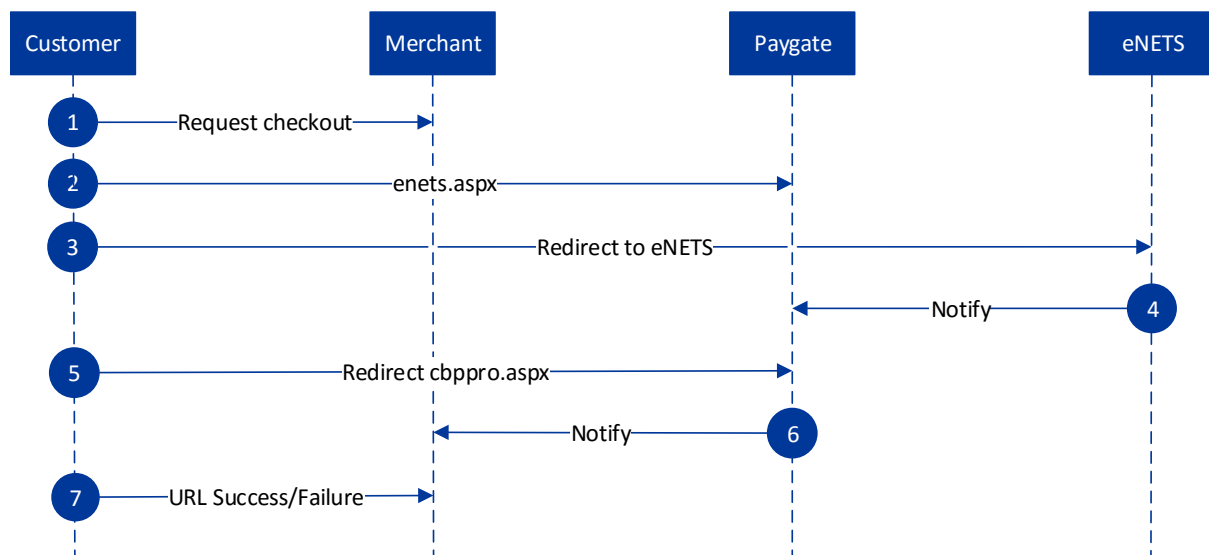 Customer
Merchant
Paygate
eNETS
1
Request checkout
2
enets.aspx
3
Redirect to eNETS
Notify
4
5
Redirect cbppro.aspx
Notify
6
7
URL Success/Failure